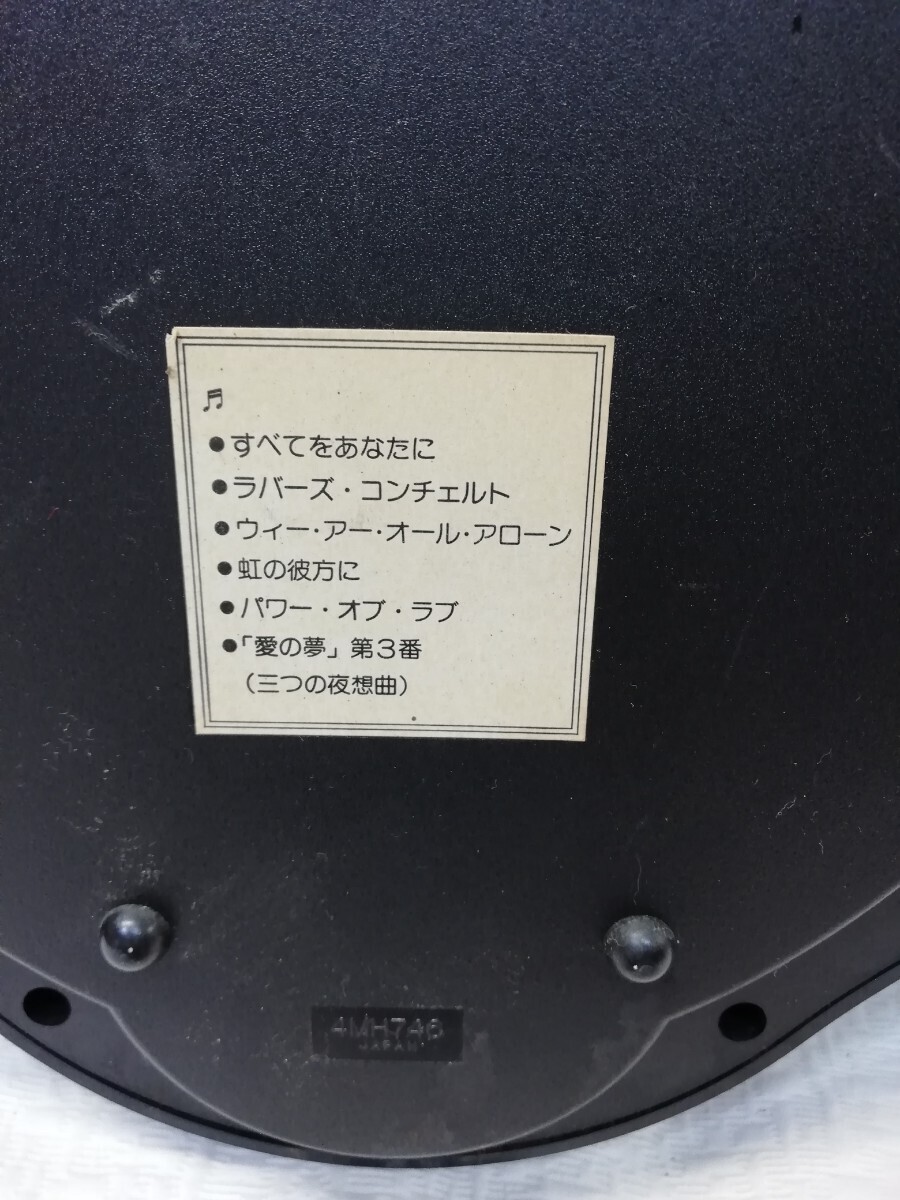 ♬
●すべてをあなたに
●ラバーズ・コンチェルト
●ウィー・アー・オール・アローン
●虹の彼方に
●パワー・オブ・ラブ
●「愛の夢」第3番
（三つの夜想曲）
4MH746
JAPAN